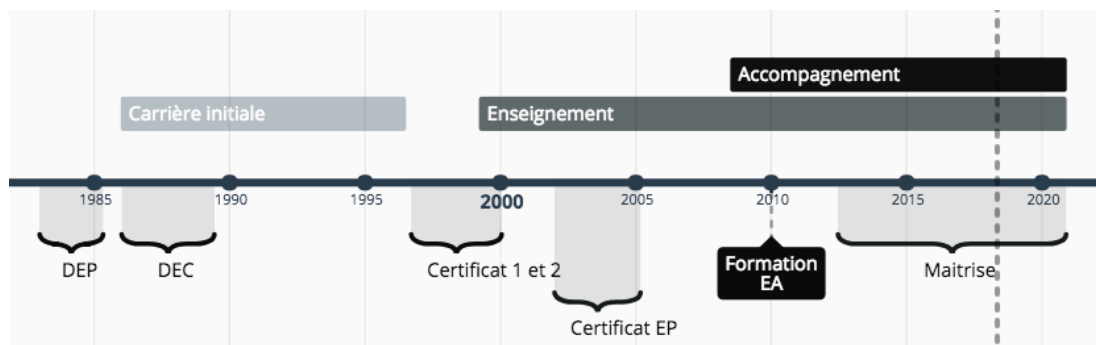 Accompagnement
Carrière initiale
Enseignement
1985
1990
1995
2000
2005
2010
2015
2020
DEP
DEC
Certificat 1 et 2
Formation
EA
Maitrise
Certificat EP